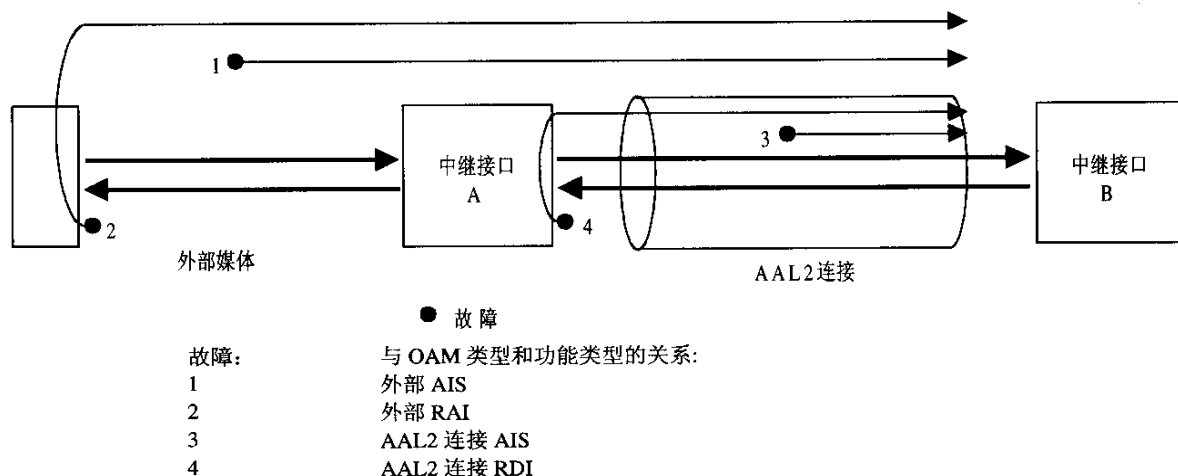 1
3
中继接口
A
中继接口
B
2
4
外部媒体
AAL2连接
故障
故障: 与 OAM 类型和功能类型的关系:
1 外部 AIS
2 外部 RAI
3 AAL2 连接 AIS
4 AAL2 连接 RDI